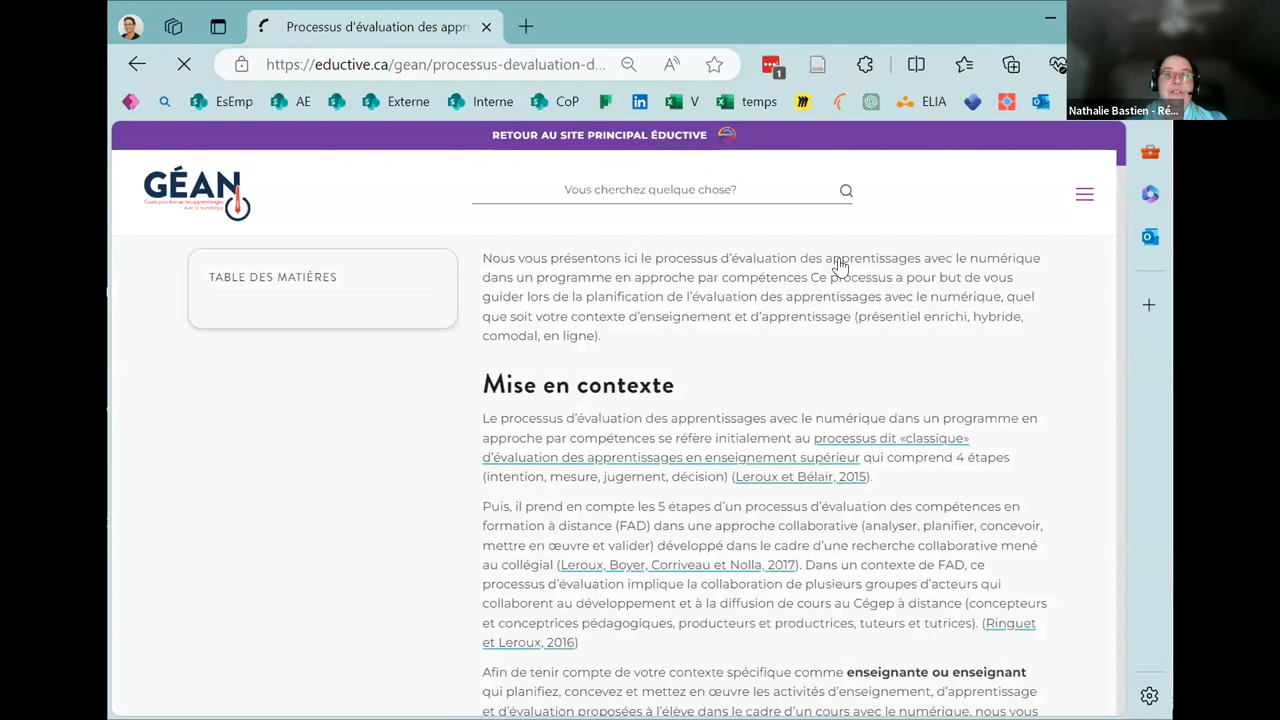 Processus d'évaluation des appr
https://eductive.ca/gean/processus-devaluation-d...
1
EsEmp
AE
Externe
Interne
CoP
V
temps
ELIA
Nathalie Bastien - Ré...
RETOUR AU SITE PRINCIPAL ÉDUCTIVE
GÉAN
Vous cherchez quelque chose?
TABLE DES MATIÈRES
Nous vous présentons ici le processus d'évaluation des apprentissages avec le numérique
dans un programme en approche par compétences Ce processus a pour but de vous
guider lors de la planification de l'évaluation des apprentissages avec le numérique, quel
que soit votre contexte d'enseignement et d'apprentissage (présentiel enrichi, hybride,
comodal, en ligne).
Mise en contexte
Le processus d'évaluation des apprentissages avec le numérique dans un programme en
approche par compétences se réfère initialement au processus dit «classique»
d'évaluation des apprentissages en enseignement supérieur qui comprend 4 étapes
(intention, mesure, jugement, décision) (Leroux et Bélair, 2015).
Puis, il prend en compte les 5 étapes d'un processus d'évaluation des compétences en
formation à distance (FAD) dans une approche collaborative (analyser, planifier, concevoir,
mettre en œuvre et valider) développé dans le cadre d'une recherche collaborative mené
au collégial (Leroux, Boyer, Corriveau et Nolla, 2017). Dans un contexte de FAD, ce
processus d'évaluation implique la collaboration de plusieurs groupes d'acteurs qui
collaborent au développement et à la diffusion de cours au Cégep à distance (concepteurs
et conceptrices pédagogiques, producteurs et productrices, tuteurs et tutrices). (Ringuet
et Leroux, 2016)
Afin de tenir compte de votre contexte spécifique comme enseignante ou enseignant
qui planifiez, concevez et mettez en œuvre les activités d'enseignement, d'apprentissage
et d'évaluation proposées à l'élève dans le cadre d'un cours avec le numérique, nous vous